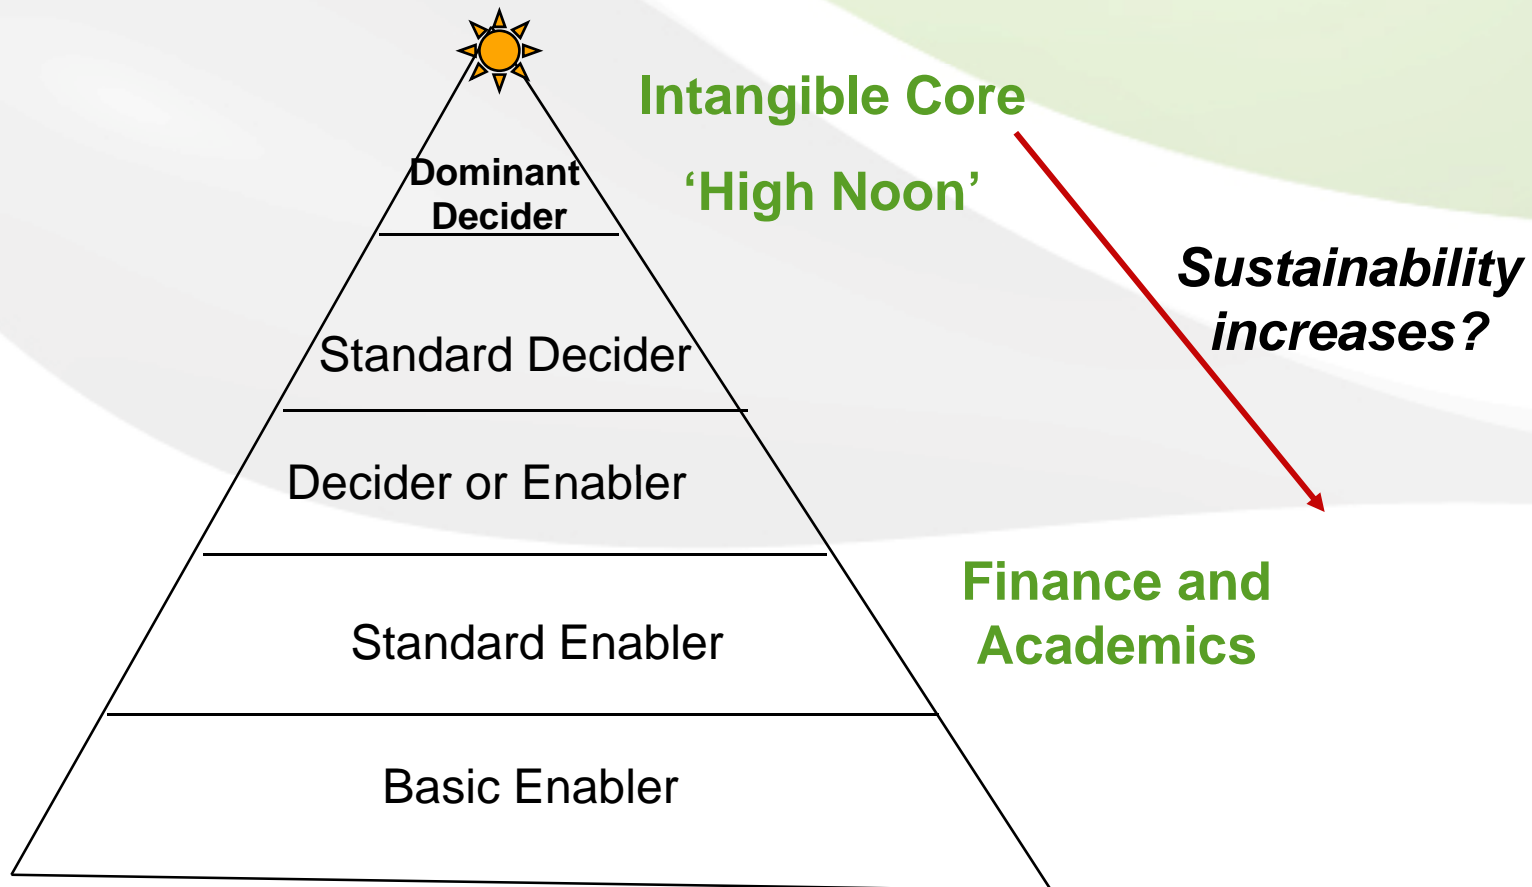 Intangible Core
‘High Noon’
Dominant
Decider
Sustainability
increases?
Standard Decider
Decider or Enabler
Finance and
Academics
Standard Enabler
Basic Enabler